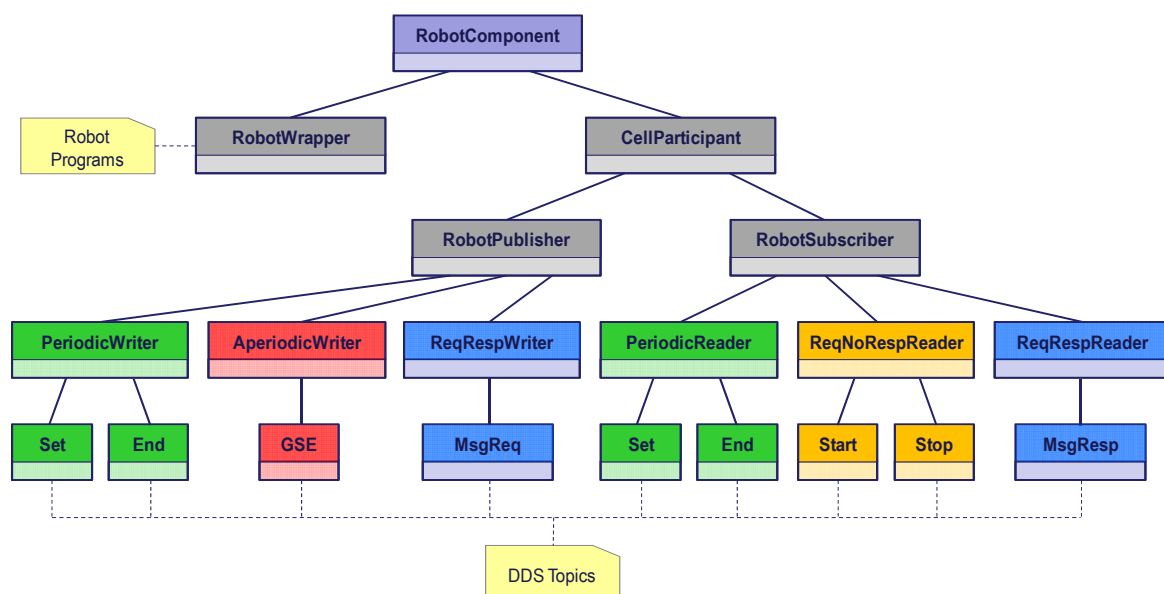 RobotComponent
Robot
Programs
RobotWrapper
CellParticipant
RobotPublisher
RobotSubscriber
PeriodicWriter
AperiodicWriter
ReqRespWriter
PeriodicReader
ReqNoRespReader
ReqRespReader
Set
End
GSE
MsgReq
Set
End
Start
Stop
MsgResp
DDS Topics